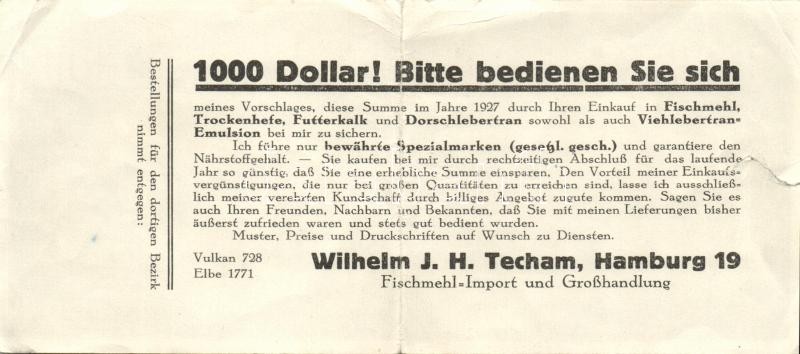 Bestellungen für den dortigen Bezirk
nimmt entgegen:
1000 Dollar! Bitte bedienen Sie sich
meines Vorschlages, diese Summe im Jahre 1927 durch Ihren Einkauf in Fischmehl,
Trockenhefe, Futterkalk und Dorschlebertran sowohl als auch Viehlebertran-
Emulsion bei mir zu sichern.
Ich führe nur bewährte Spezialmarken (gesetzl. gesch.) und garantiere den
Nährstoffgehalt. — Sie kaufen bei mir durch rechtzeitigen Abschluß für das laufende
Jahr so günstig, daß Sie eine erhebliche Summe einsparen. Den Vorteil meiner Einkaufs-
vergünstigungen, die nur bei großen Quantitäten zu erreichen sind, lasse ich ausschließ-
lich meiner verehrten Kundschaft durch billiges Angebot zugute kommen. Sagen Sie es
auch Ihren Freunden, Nachbarn und Bekannten, daß Sie mit meinen Lieferungen bisher
äußerst zufrieden waren und stets gut bedient wurden.
Muster, Preise und Druckschriften auf Wunsch zu Diensten.
Vulkan 728
Elbe 1771
Wilhelm J. H. Techam, Hamburg 19
Fischmehl-Import und Großhandlung